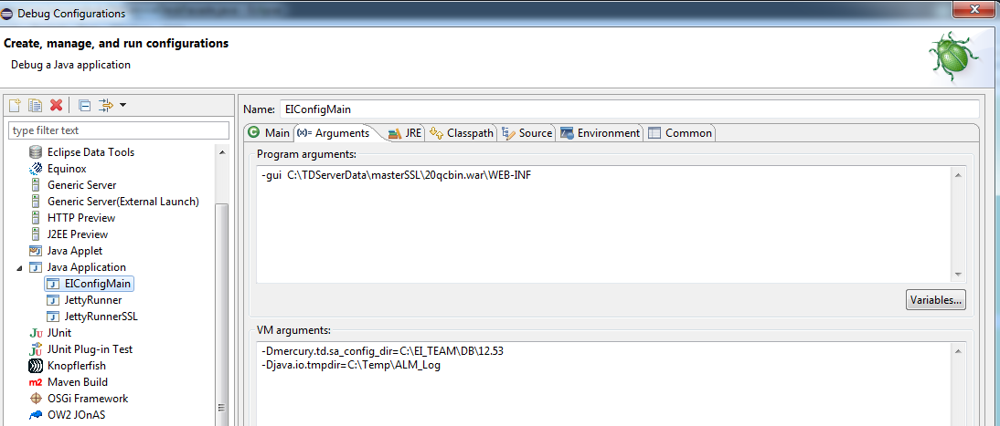 Debug Configurations
Create, manage, and run configurations
Debug a Java application
type filter text
Eclipse Data Tools
Equinox
Generic Server
Generic Server(External Launch)
HTTP Preview
J2EE Preview
Java Applet
Java Application
EIConfigMain
JettyRunner
JettyRunnerSSL
JUnit
JUnit Plug-in Test
Knopflerfish
Maven Build
OSGi Framework
OW2 JOnAS
Name: EIConfigMain
Main (x)= Arguments JRE Classpath Source Environment Common
Program arguments:
-gui C:\TDServerData\masterSSL\20qcbin.war\WEB-INF
Variables...
VM arguments:
-Dmercury.td.sa_config_dir=C:\EI_TEAM\DB\12.53
-Djava.io.tmpdir=C:\Temp\ALM_Log